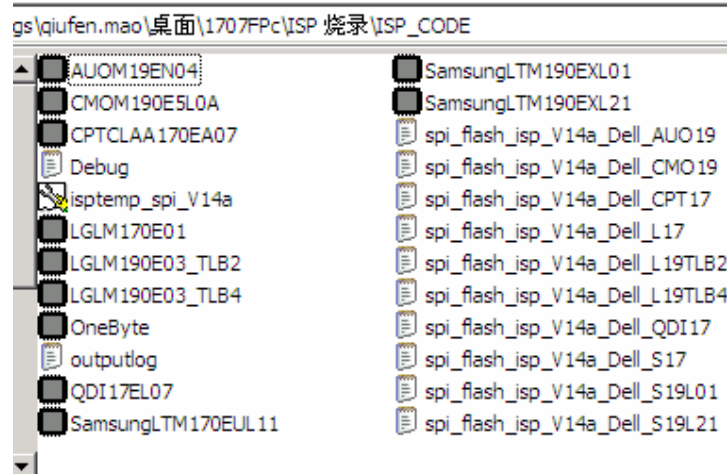 gs\qiufen.mao\桌面\1707FPc\ISP 烧录\ISP_CODE
AUOM19EN04
CMOM190E5L0A
CPTCLAA170EA07
Debug
isptemp_spi_V14a
LGLM170E01
LGLM190E03_TLB2
LGLM190E03_TLB4
OneByte
outputlog
QDI17EL07
SamsungLTM170EUL11
SamsungLTM190EXL01
SamsungLTM190EXL21
spi_flash_isp_V14a_Dell_AUO19
spi_flash_isp_V14a_Dell_CMO19
spi_flash_isp_V14a_Dell_CPT17
spi_flash_isp_V14a_Dell_L17
spi_flash_isp_V14a_Dell_L19TLB2
spi_flash_isp_V14a_Dell_L19TLB4
spi_flash_isp_V14a_Dell_QDI17
spi_flash_isp_V14a_Dell_S17
spi_flash_isp_V14a_Dell_S19L01
spi_flash_isp_V14a_Dell_S19L21